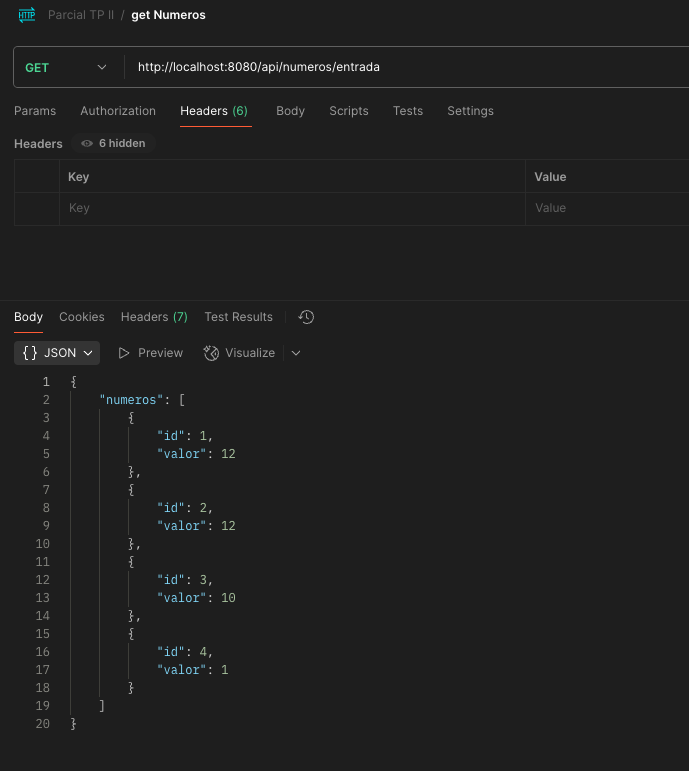 HTTP Parcial TP II / get Numeros
GET http://localhost:8080/api/numeros/entrada
Params Authorization Headers (6) Body Scripts Tests Settings
Headers 6 hidden
Key Value
Key Value
Body Cookies Headers (7) Test Results
{} JSON Preview Visualize
1 {
2 "numeros": [
3 {
4 "id": 1,
5 "valor": 12
6 },
7 {
8 "id": 2,
9 "valor": 12
10 },
11 {
12 "id": 3,
13 "valor": 10
14 },
15 {
16 "id": 4,
17 "valor": 1
18 }
19 ]
20 }